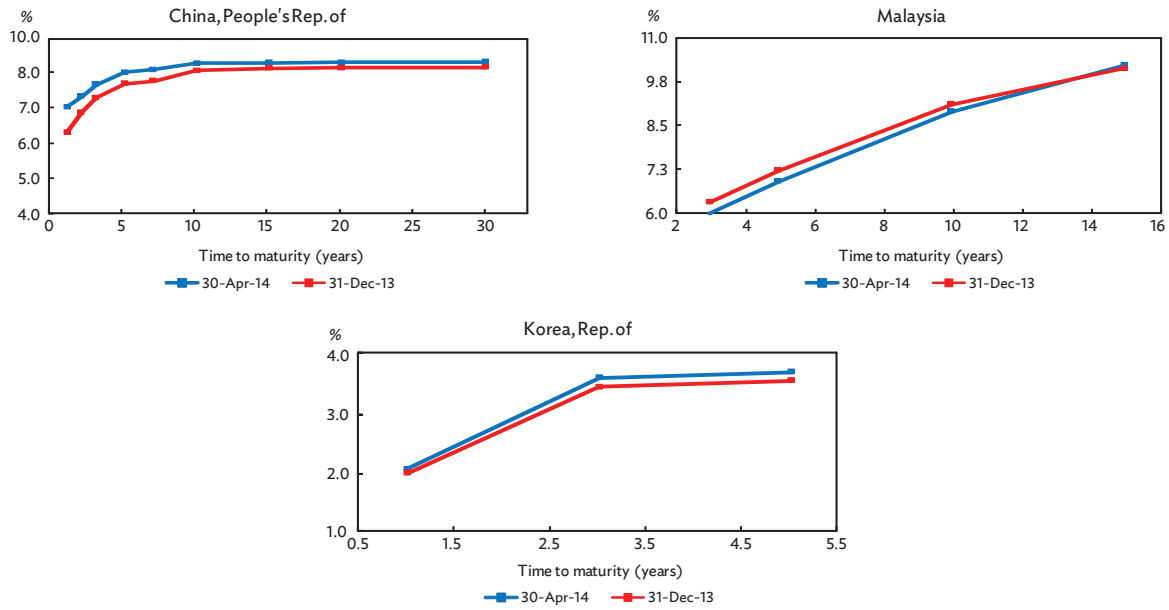 China, People's Rep. of
%
10.0
8.0
7.0
6.0
5.0
4.0
0 5 10 15 20 25 30
Time to maturity (years)
30-Apr-14 31-Dec-13
Malaysia
%
11.0
9.8
8.5
7.3
6.0
2 4 6 8 10 12 14 16
Time to maturity (years)
30-Apr-14 31-Dec-13
Korea, Rep. of
%
4.0
3.0
2.0
1.0
0.5 1.5 2.5 3.5 4.5 5.5
Time to maturity (years)
30-Apr-14 31-Dec-13